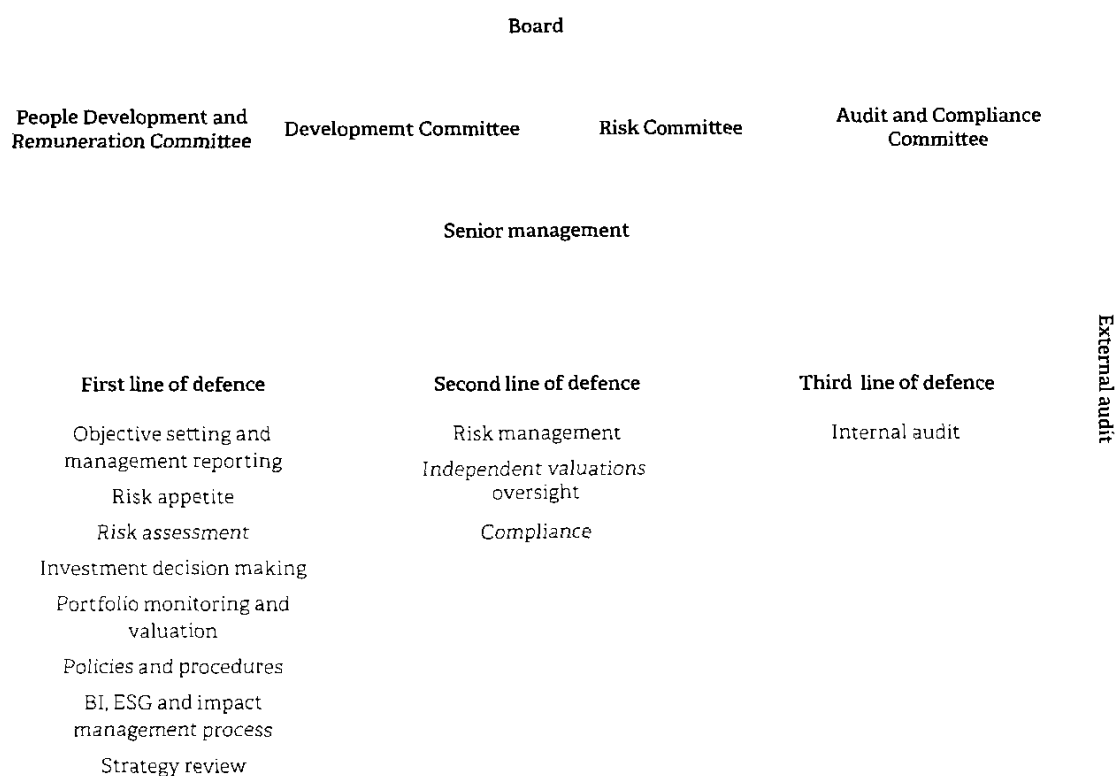 Board
People Development and
Remuneration Committee
Developmemt Committee
Risk Committee
Audit and Compliance
Committee
Senior management
External audit
First line of defence
Objective setting and
management reporting
Risk appetite
Risk assessment
Investment decision making
Portfolio monitoring and
valuation
Policies and procedures
BI, ESG and impact
management process
Strategy review
Second line of defence
Risk management
Independent valuations
oversight
Compliance
Third line of defence
Internal audit